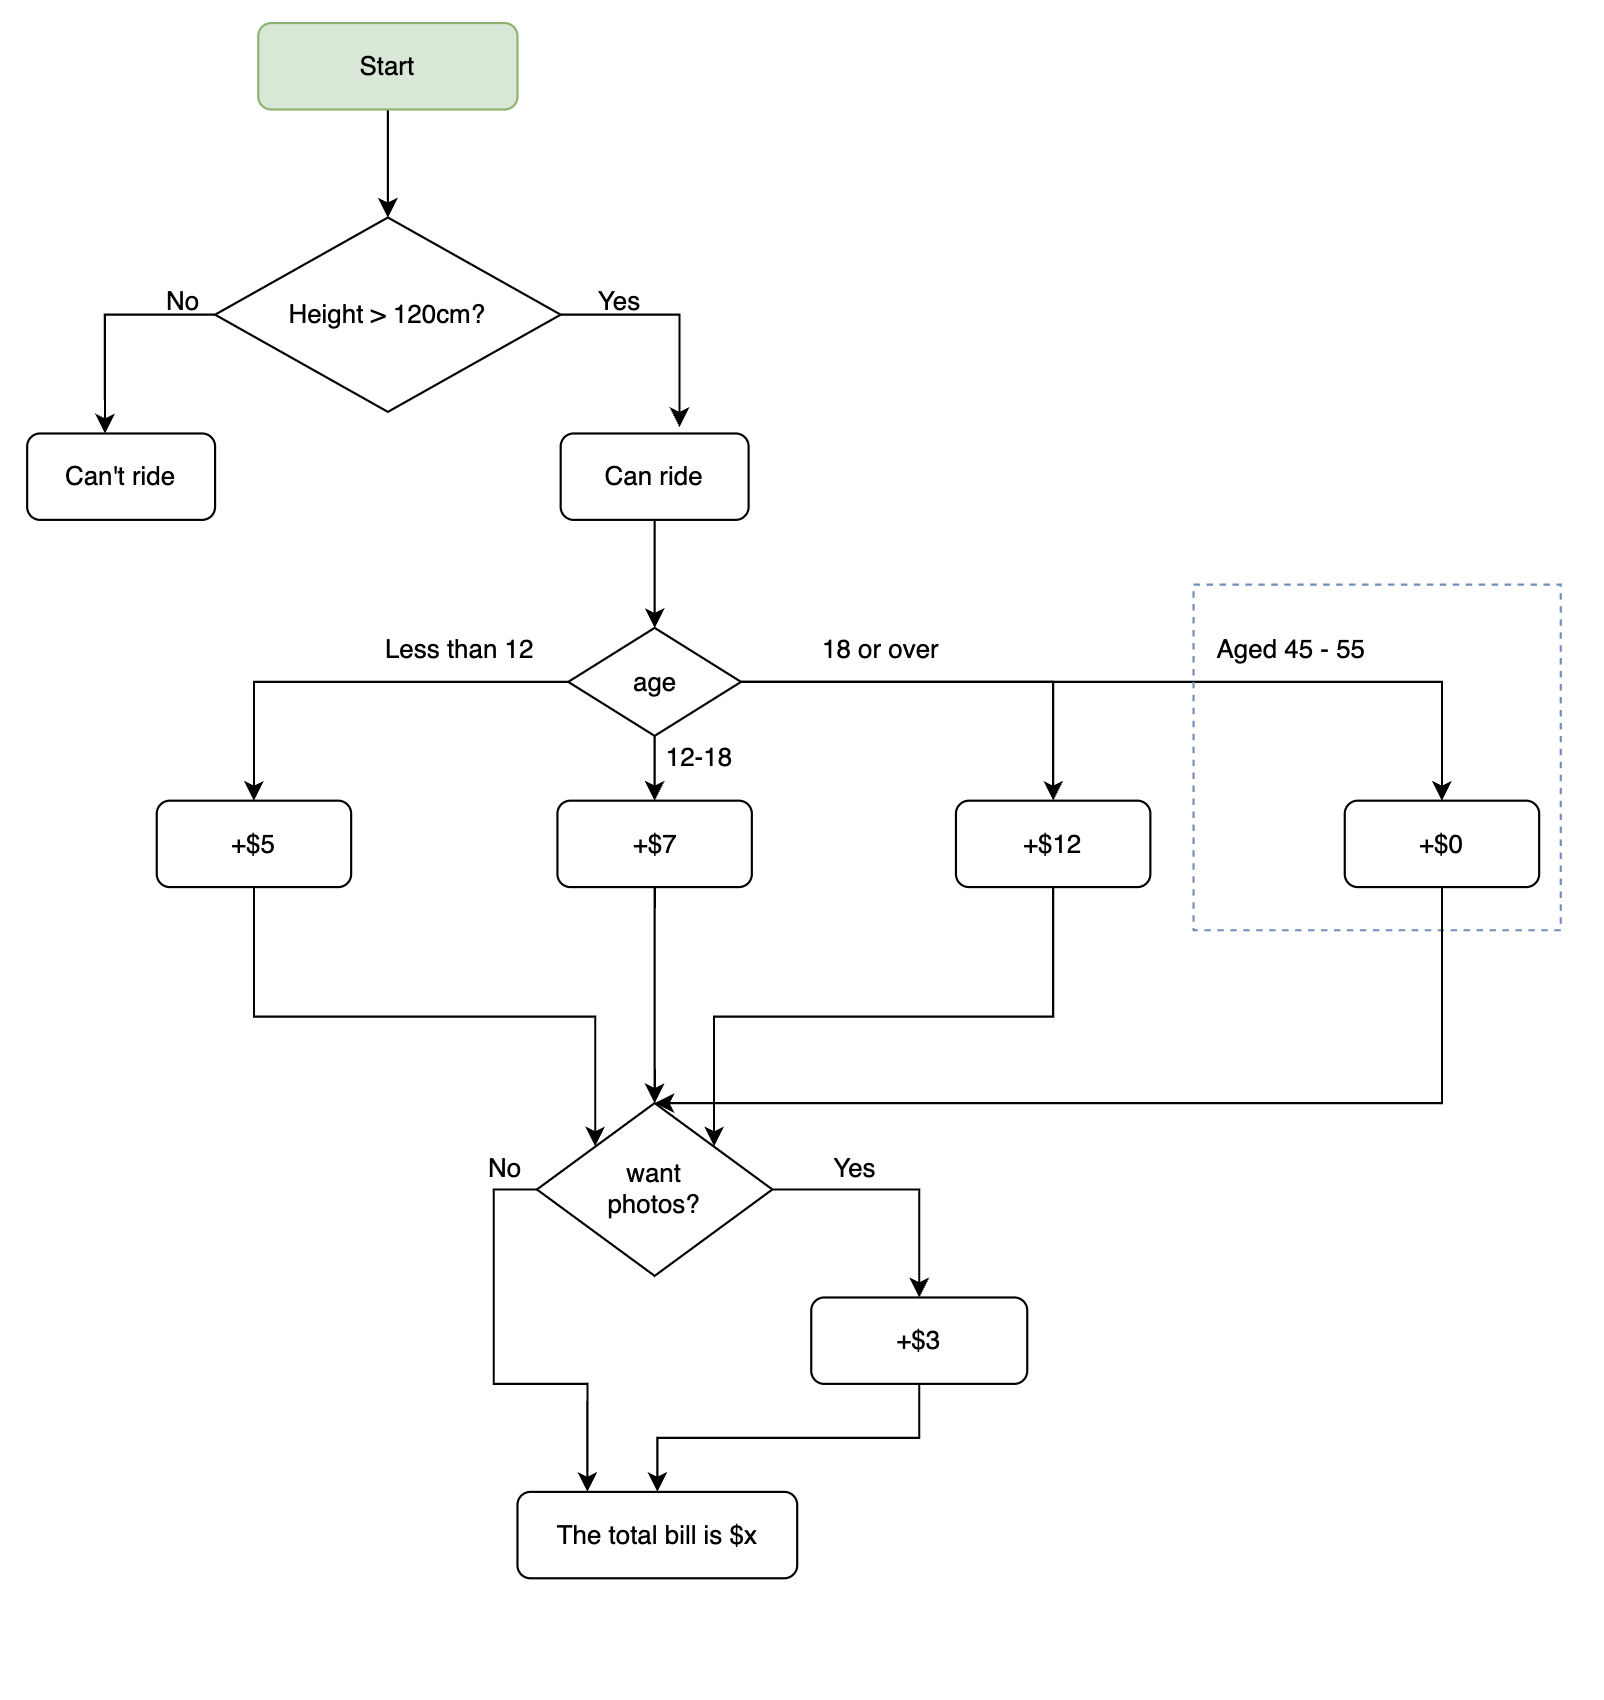 Start
Height > 120cm?
No
Yes
Can't ride
Can ride
Less than 12
age
18 or over
Aged 45 - 55
12-18
+$5
+$7
+$12
+$0
want
photos?
No
Yes
+$3
The total bill is $x